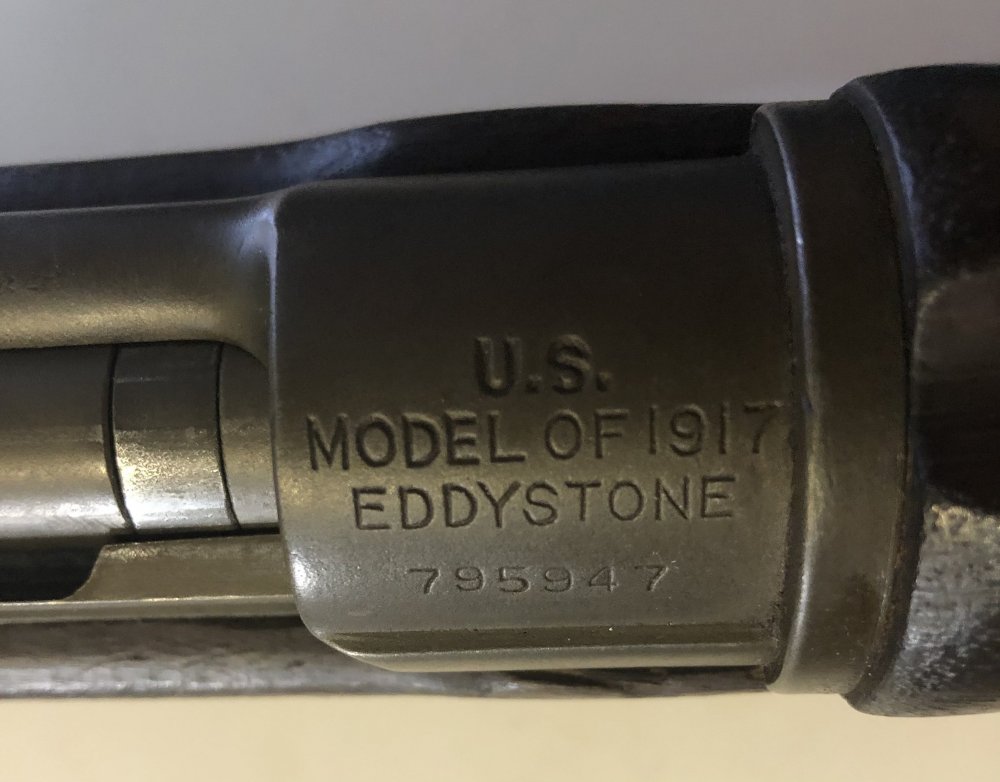 U.S.
MODEL OF 1917
EDDYSTONE
795947